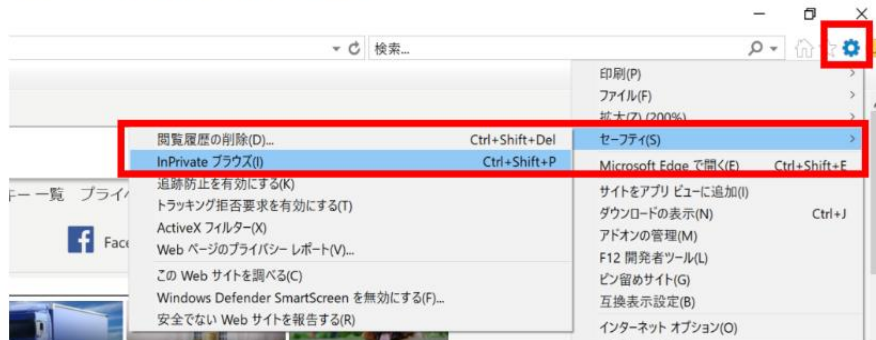 検索...
印刷(P)
ファイル(F)
拡大(Z) (200%)
セーフティ(S)
Microsoft Edge で開く(E) Ctrl+Shift+E
サイトをアプリ ビューに追加(I)
ダウンロードの表示(N) Ctrl+J
アドオンの管理(M)
F12 開発者ツール(L)
ピン留めサイト(G)
互換表示設定(B)
インターネット オプション(O)
閲覧履歴の削除(D)... Ctrl+Shift+Del
InPrivate ブラウズ(I) Ctrl+Shift+P
追跡防止を有効にする(K)
トラッキング拒否要求を有効にする(T)
ActiveX フィルター(X)
Web ページのプライバシー レポート(V)...
この Web サイトを調べる(C)
Windows Defender SmartScreen を無効にする(F)...
安全でない Web サイトを報告する(R)
キー一覧 プライ
Face